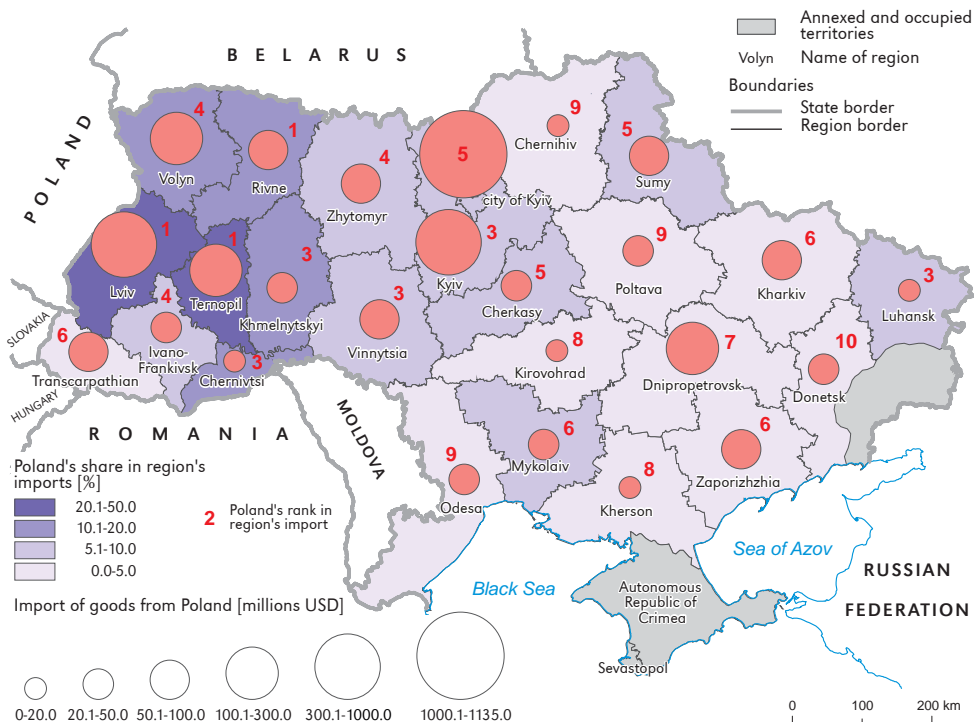 BELARUS
POLAND
SLOVAKIA
HUNGARY
ROMANIA
MOLDOVA
RUSSIAN
FEDERATION
Black Sea
Sea of Azov
Annexed and occupied
territories
Volyn
Name of region
Boundaries
State border
Region border
4
Volyn
1
Rivne
4
Zhytomyr
5
city of Kyiv
9
Chernihiv
5
Sumy
1
Lviv
1
Ternopil
3
Khmelnytskyi
3
Kyiv
5
Cherkasy
9
Poltava
6
Kharkiv
3
Luhansk
6
Transcarpathian
4
Ivano-
Frankivsk
3
Chernivtsi
3
Vinnytsia
8
Kirovohrad
7
Dnipropetrovsk
10
Donetsk
9
Odesa
6
Mykolaiv
8
Kherson
6
Zaporizhzhia
Autonomous
Republic of
Crimea
Sevastopol
Poland's share in region's
imports [%]
20.1-50.0
10.1-20.0
5.1-10.0
0.0-5.0
2
Poland's rank in
region's import
Import of goods from Poland [millions USD]
0-20.0
20.1-50.0
50.1-100.0
100.1-300.0
300.1-1000.0
1000.1-1135.0
0
100
200 km